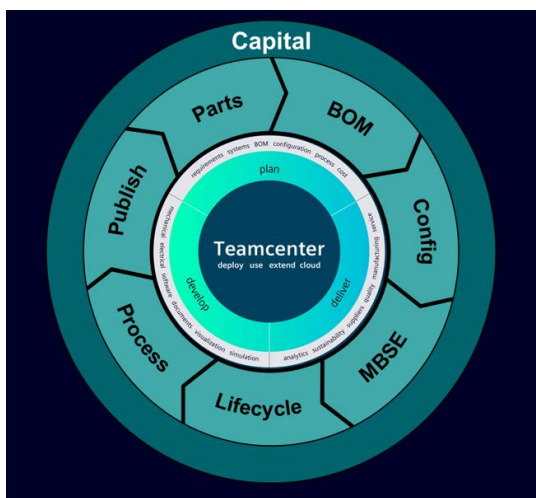 Capital
Parts
BOM
Config
MBSE
Lifecycle
Process
Publish
requirements systems BOM configuration process cost
service manufacturing quality suppliers sustainability analytics
simulation visualization documents software electrical mechanical
plan
deliver
develop
Teamcenter
deploy use extend cloud